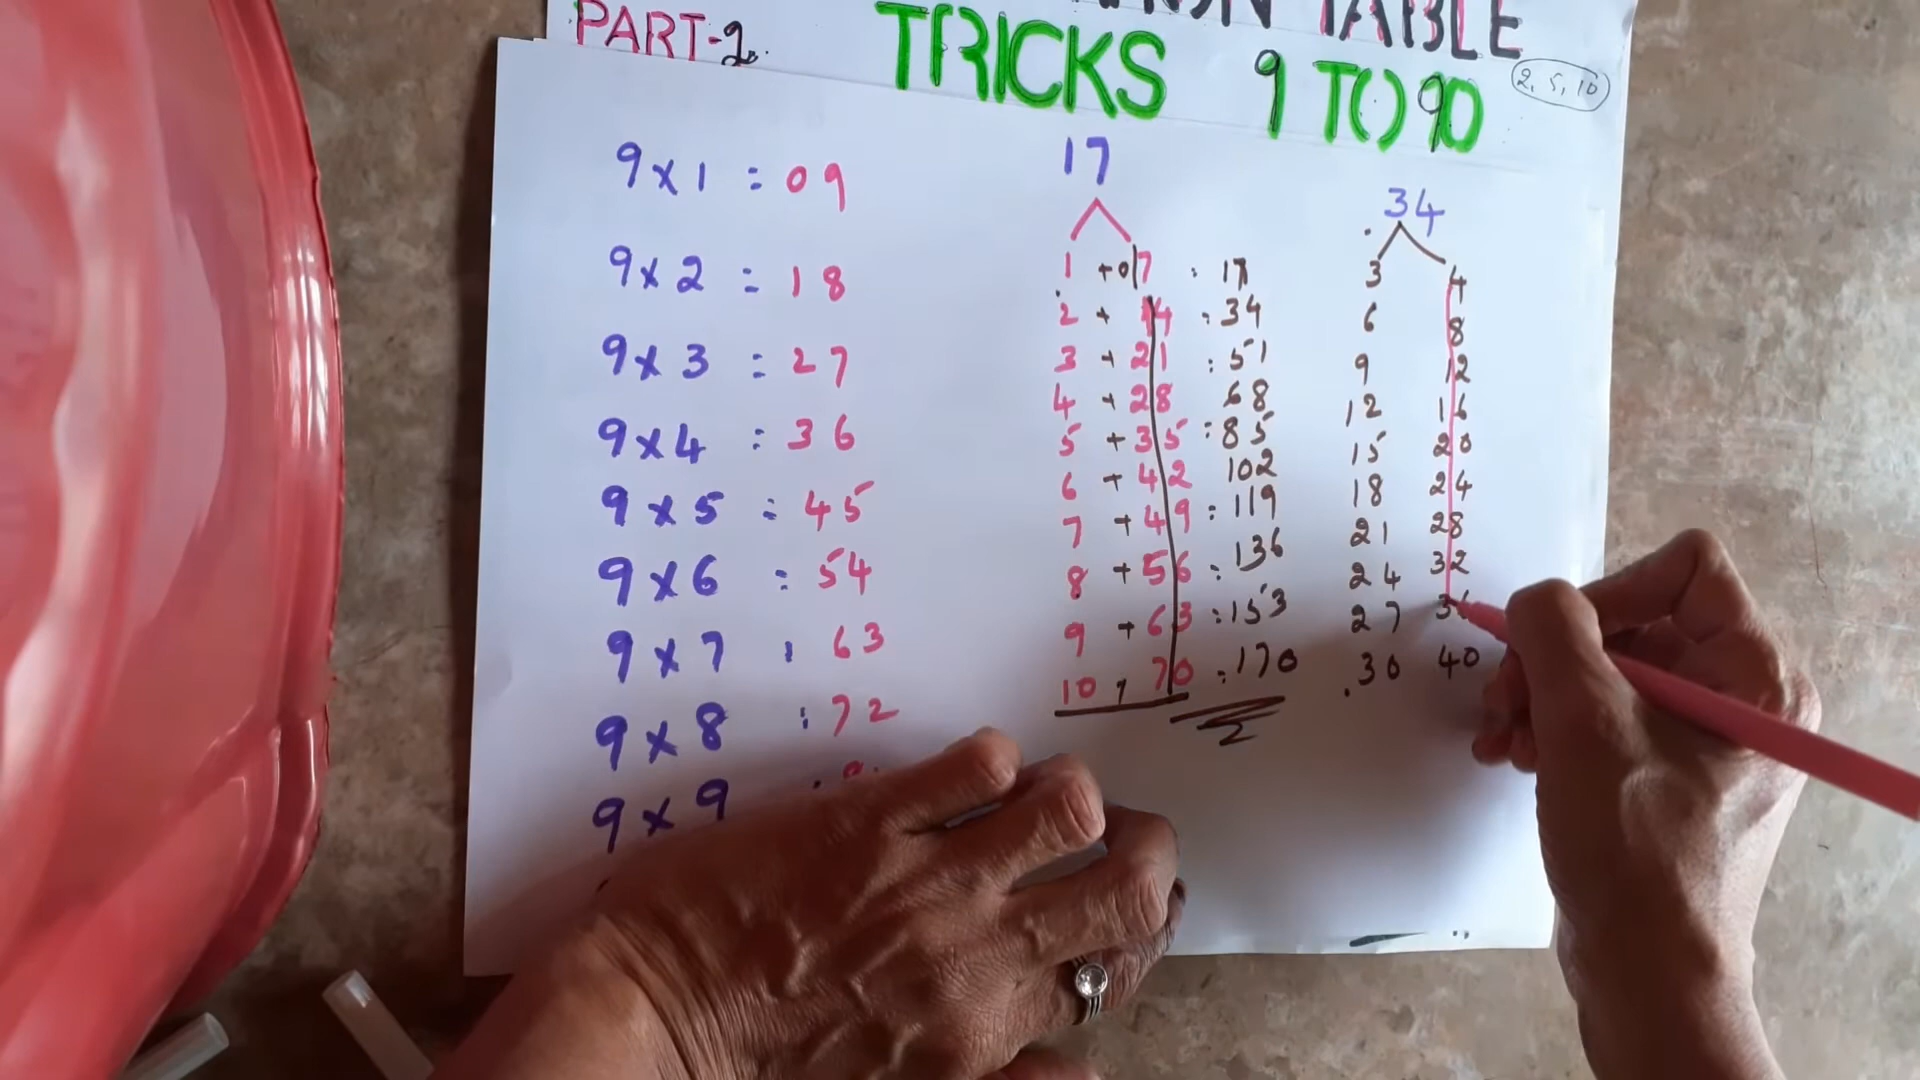 TABLE
PART-2
TRICKS 9 TO 90
2, 5, 10
9 x 1 = 09
9 x 2 = 18
9 x 3 = 27
9 x 4 : 36
9 x 5 = 45
9 x 6 = 54
9 x 7 : 63
9 x 8 : 72
9 x 9
17
1 + 07 : 17
2 + 14 : 34
3 + 21 : 51
4 + 28 68
5 + 35 : 85
6 + 42 102
7 + 49 : 119
8 + 56 : 136
9 + 63 : 153
10 + 70 : 170
34
3 4
6 8
9 12
12 16
15 20
18 24
21 28
24 32
27 36
30 40